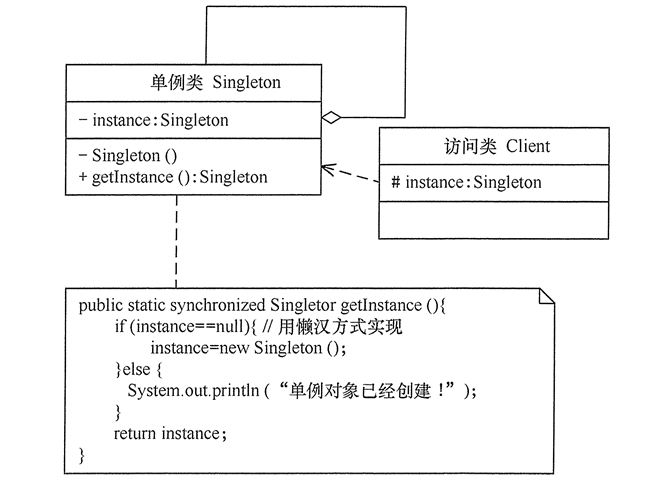 单例类 Singleton
- instance:Singleton
- Singleton ()
+ getInstance ():Singleton
访问类 Client
# instance:Singleton
public static synchronized Singletor getInstance (){
if (instance==null){ // 用懒汉方式实现
instance=new Singleton ();
}else {
System.out.println (“单例对象已经创建！”);
}
return instance;
}